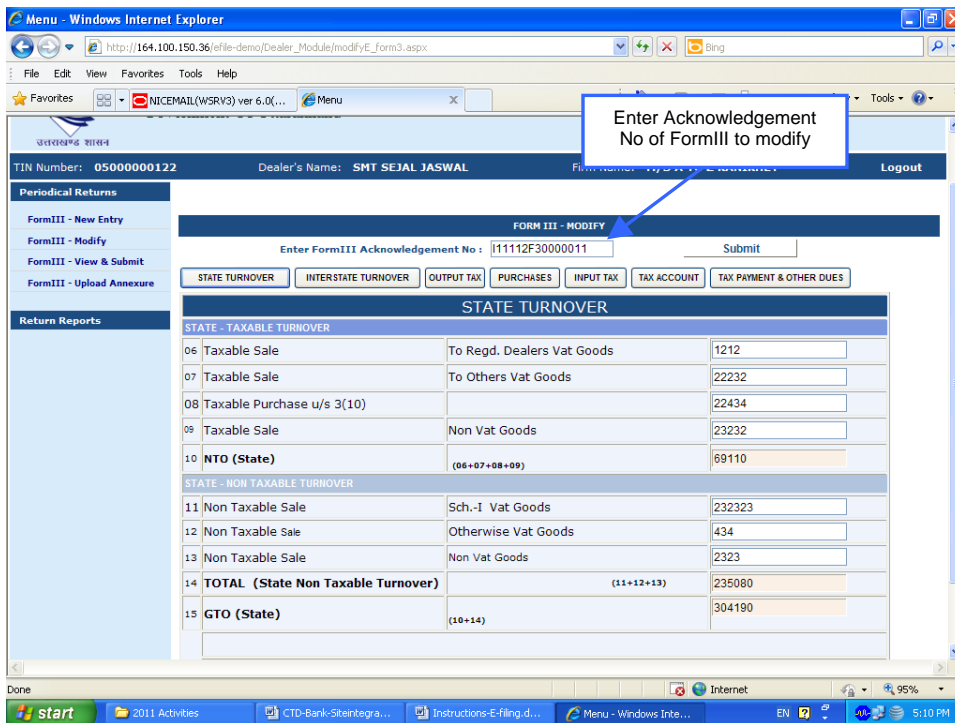 Menu - Windows Internet Explorer
http://164.100.150.36/efile-demo/Dealer_Module/modifyE_form3.aspx
Bing
File Edit View Favorites Tools Help
Favorites
NICEMAIL(WSRV3) ver 6.0(...
Menu
Tools
Enter Acknowledgement
No of FormIII to modify
उत्तराखण्ड शासन
TIN Number: 05000000122
Dealer's Name: SMT SEJAL JASWAL
Logout
Periodical Returns
FormIII - New Entry
FormIII - Modify
FormIII - View & Submit
FormIII - Upload Annexure
Return Reports
FORM III - MODIFY
Enter FormIII Acknowledgement No : I11112F30000011 Submit
STATE TURNOVER INTERSTATE TURNOVER OUTPUT TAX PURCHASES INPUT TAX TAX ACCOUNT TAX PAYMENT & OTHER DUES
STATE TURNOVER
STATE - TAXABLE TURNOVER
06 Taxable Sale To Regd. Dealers Vat Goods 1212
07 Taxable Sale To Others Vat Goods 22232
08 Taxable Purchase u/s 3(10) 22434
09 Taxable Sale Non Vat Goods 23232
10 NTO (State) (06+07+08+09) 69110
STATE - NON TAXABLE TURNOVER
11 Non Taxable Sale Sch.-I Vat Goods 232323
12 Non Taxable Sale Otherwise Vat Goods 434
13 Non Taxable Sale Non Vat Goods 2323
14 TOTAL (State Non Taxable Turnover) (11+12+13) 235080
15 GTO (State) (10+14) 304190
Done
Internet
95%
start
2011 Activities
CTD-Bank-Siteintegra...
Instructions-E-filing.d...
Menu - Windows Inte...
EN
5:10 PM